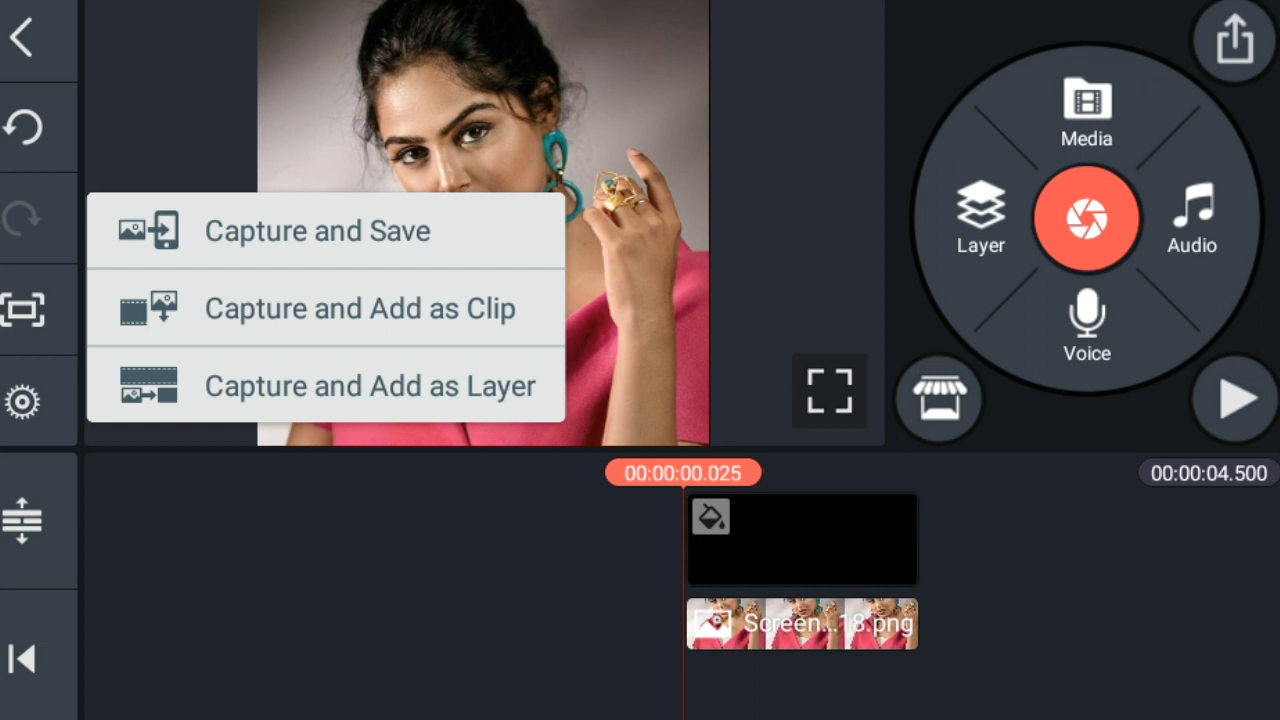 Capture and Save
Capture and Add as Clip
Capture and Add as Layer
Media
Layer
Audio
Voice
00:00:00.025
00:00:04.500
Screen...18.png